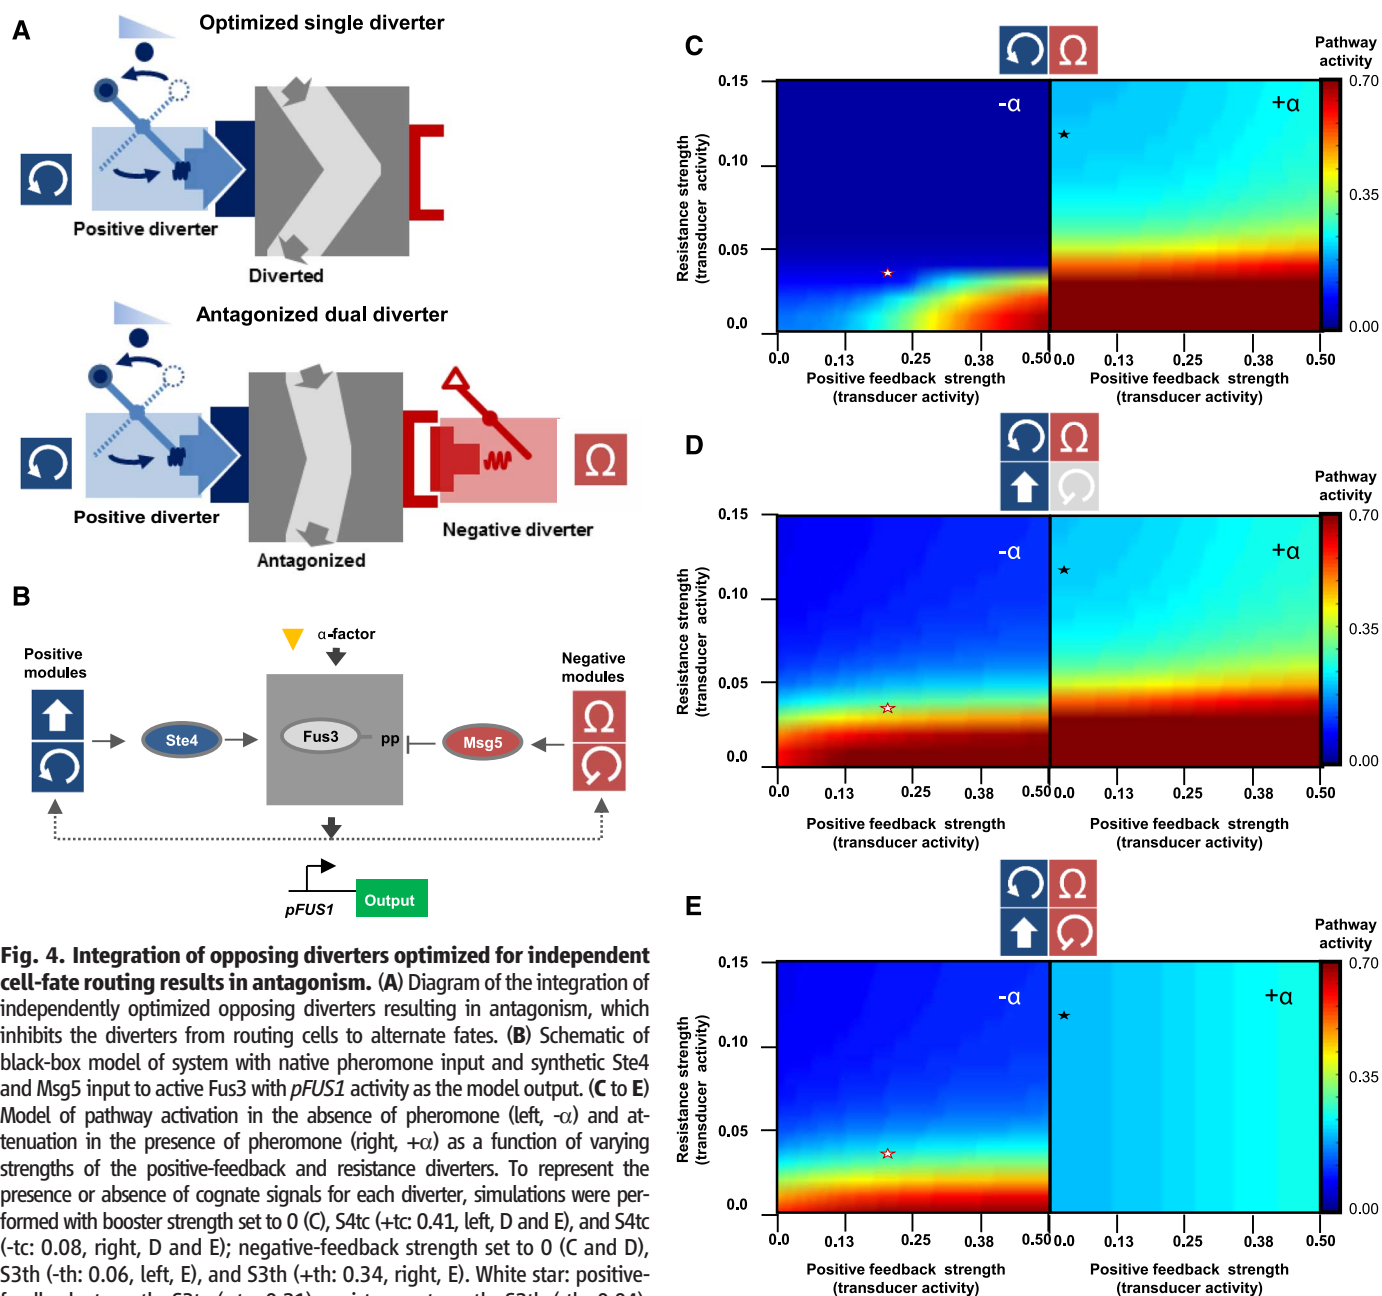 A
Optimized single diverter
Positive diverter
Diverted
Antagonized dual diverter
Positive diverter
Ω
Negative diverter
Antagonized
B
α-factor
Positive
modules
Negative
modules
Ste4
Fus3
pp
Msg5
Ω
pFUS1
Output
C
Ω
Pathway
activity
Resistance strength
(transducer activity)
0.15
0.10
0.05
0.0
-α
+α
0.70
0.35
0.00
0.0 0.13 0.25 0.38 0.50 0.0 0.13 0.25 0.38 0.50
Positive feedback strength
(transducer activity)
Positive feedback strength
(transducer activity)
D
Ω
Pathway
activity
Resistance strength
(transducer activity)
0.15
0.10
0.05
0.0
-α
+α
0.70
0.35
0.00
0.0 0.13 0.25 0.38 0.50 0.0 0.13 0.25 0.38 0.50
Positive feedback strength
(transducer activity)
Positive feedback strength
(transducer activity)
E
Ω
Pathway
activity
Resistance strength
(transducer activity)
0.15
0.10
0.05
0.0
-α
+α
0.70
0.35
0.00
0.0 0.13 0.25 0.38 0.50 0.0 0.13 0.25 0.38 0.50
Positive feedback strength
(transducer activity)
Positive feedback strength
(transducer activity)
Fig. 4. Integration of opposing diverters optimized for independent
cell-fate routing results in antagonism. (A) Diagram of the integration of
independently optimized opposing diverters resulting in antagonism, which
inhibits the diverters from routing cells to alternate fates. (B) Schematic of
black-box model of system with native pheromone input and synthetic Ste4
and Msg5 input to active Fus3 with pFUS1 activity as the model output. (C to E)
Model of pathway activation in the absence of pheromone (left, -α) and at-
tenuation in the presence of pheromone (right, +α) as a function of varying
strengths of the positive-feedback and resistance diverters. To represent the
presence or absence of cognate signals for each diverter, simulations were per-
formed with booster strength set to 0 (C), S4tc (+tc: 0.41, left, D and E), and S4tc
(-tc: 0.08, right, D and E); negative-feedback strength set to 0 (C and D),
S3th (-th: 0.06, left, E), and S3th (+th: 0.34, right, E). White star: positive-